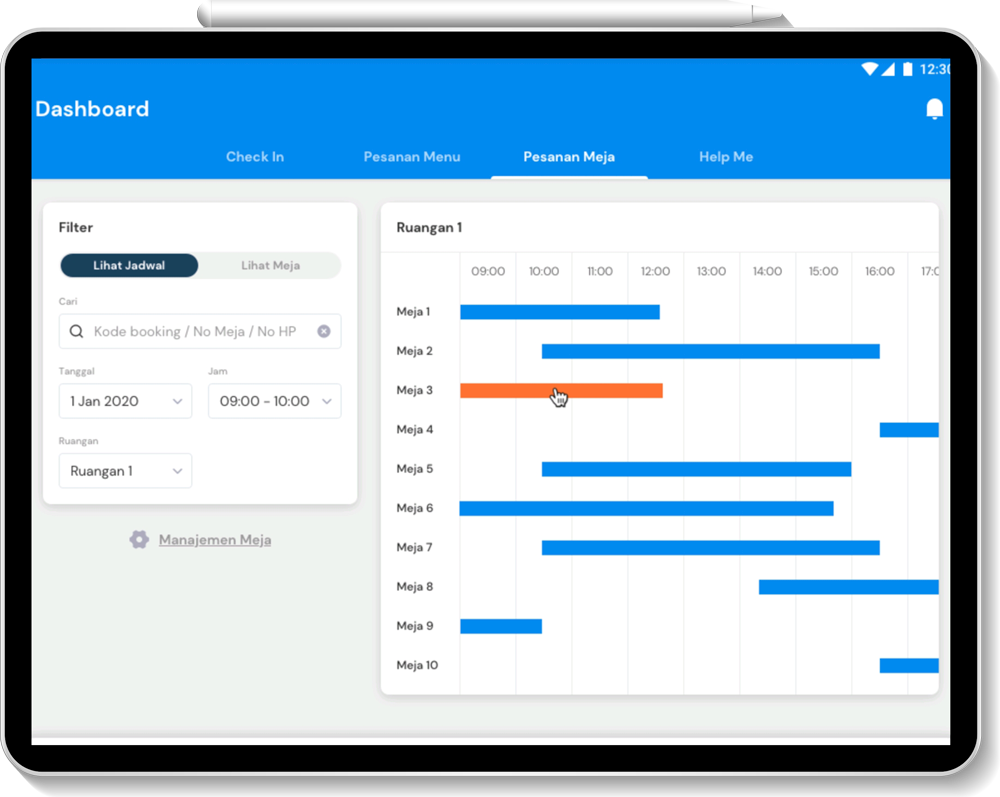 12:30
Dashboard
Check In Pesanan Menu Pesanan Meja Help Me
Filter
Lihat Jadwal Lihat Meja
Cari
Kode booking / No Meja / No HP
Tanggal Jam
1 Jan 2020 09:00 - 10:00
Ruangan
Ruangan 1
Manajemen Meja
Ruangan 1
09:00 10:00 11:00 12:00 13:00 14:00 15:00 16:00 17:0
Meja 1
Meja 2
Meja 3
Meja 4
Meja 5
Meja 6
Meja 7
Meja 8
Meja 9
Meja 10